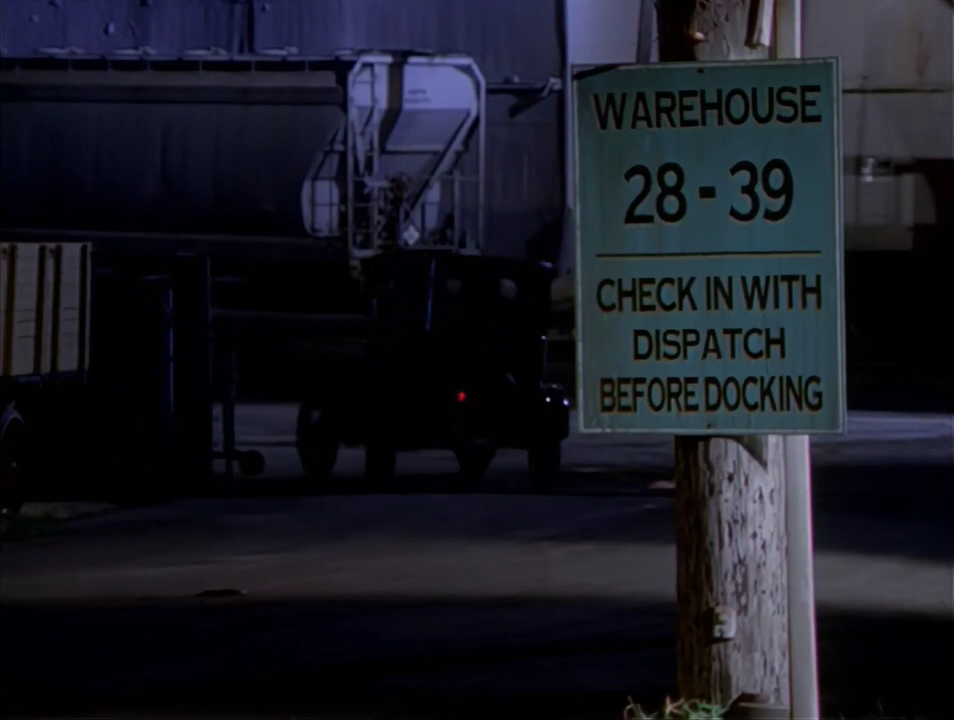 WAREHOUSE
28-39
CHECK IN WITH
DISPATCH
BEFORE DOCKING